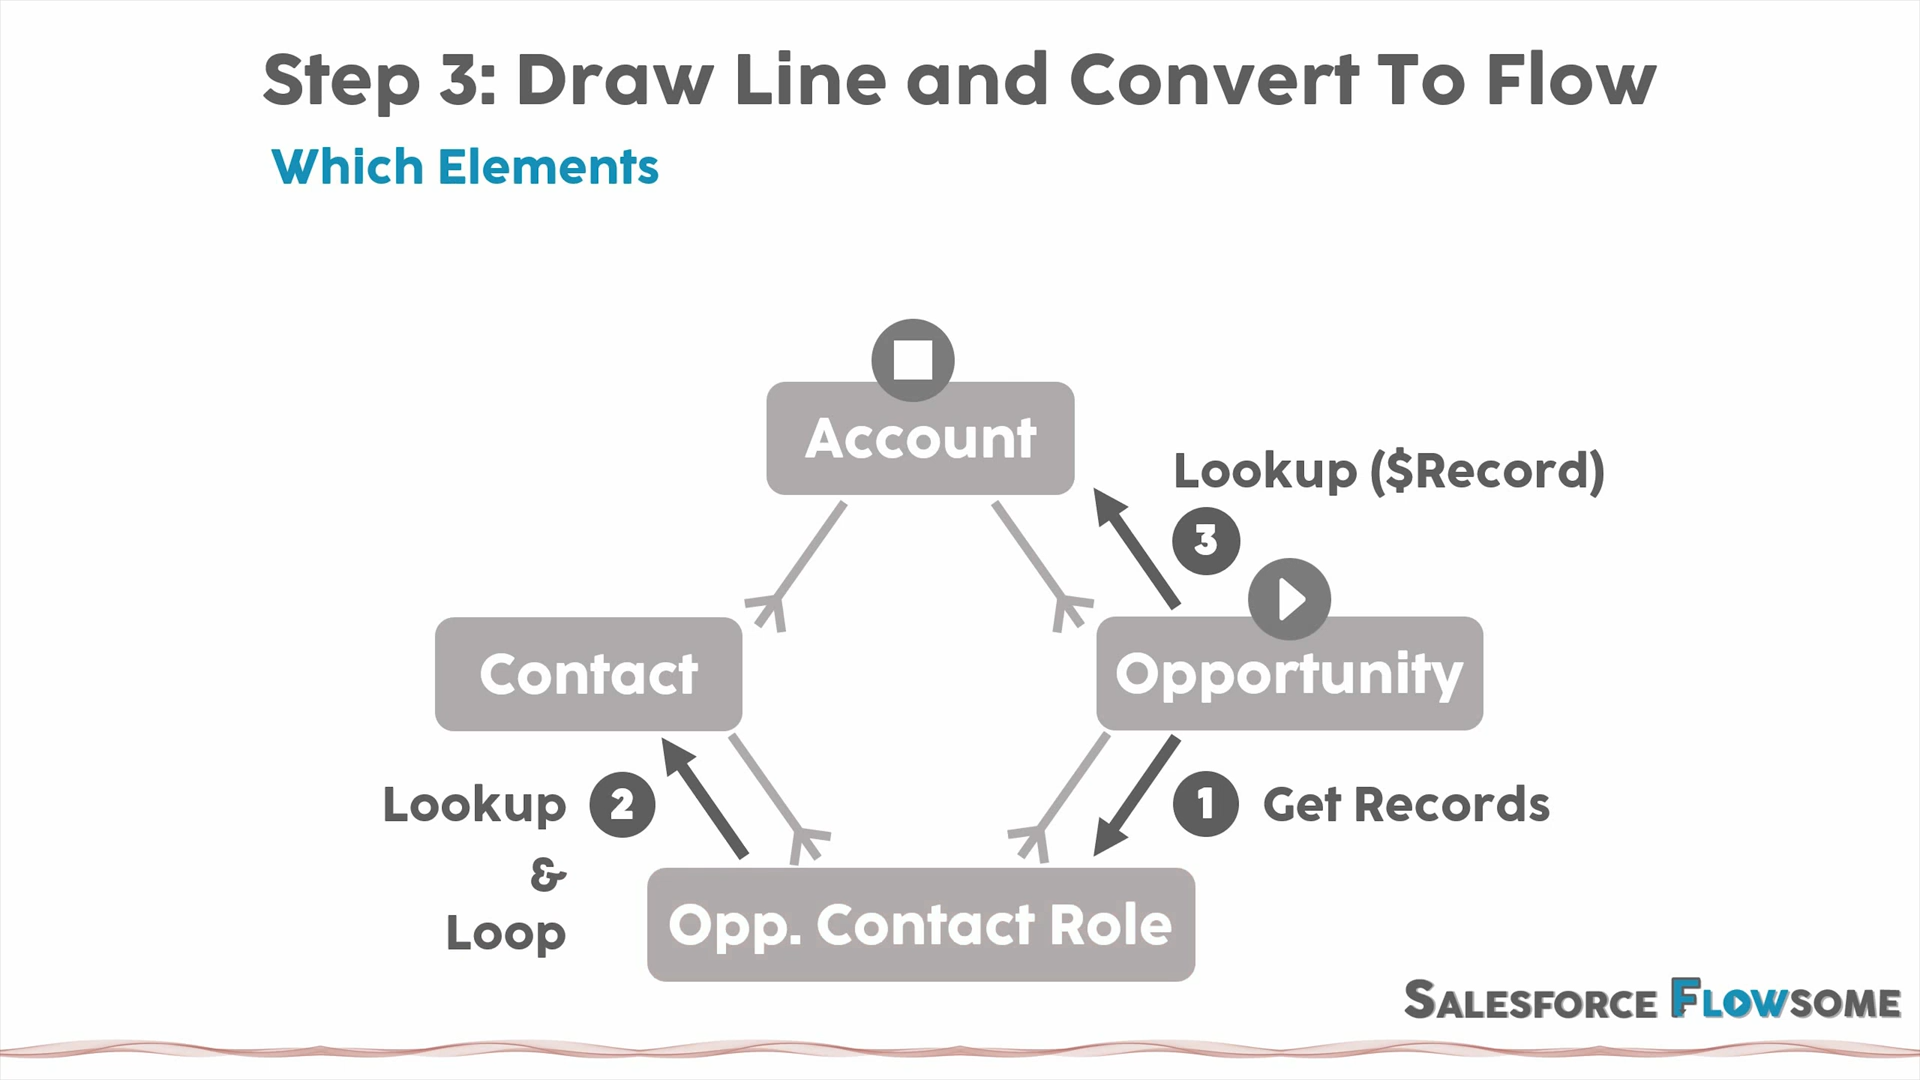 Step 3: Draw Line and Convert To Flow
Which Elements
Account
Lookup ($Record)
3
Contact
Opportunity
Lookup 2
&
Loop
1 Get Records
Opp. Contact Role
SALESFORCE FLOWSOME